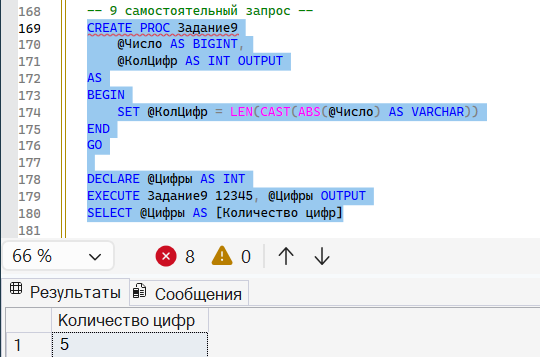 168 -- 9 самостоятельный запрос --
169 CREATE PROC Задание9
170 @Число AS BIGINT,
171 @КолЦифр AS INT OUTPUT
172 AS
173 BEGIN
174 SET @КолЦифр = LEN(CAST(ABS(@Число) AS VARCHAR))
175 END
176 GO
177
178 DECLARE @Цифры AS INT
179 EXECUTE Задание9 12345, @Цифры OUTPUT
180 SELECT @Цифры AS [Количество цифр]
181
66 % 8 0
Результаты Сообщения
Количество цифр
1 5